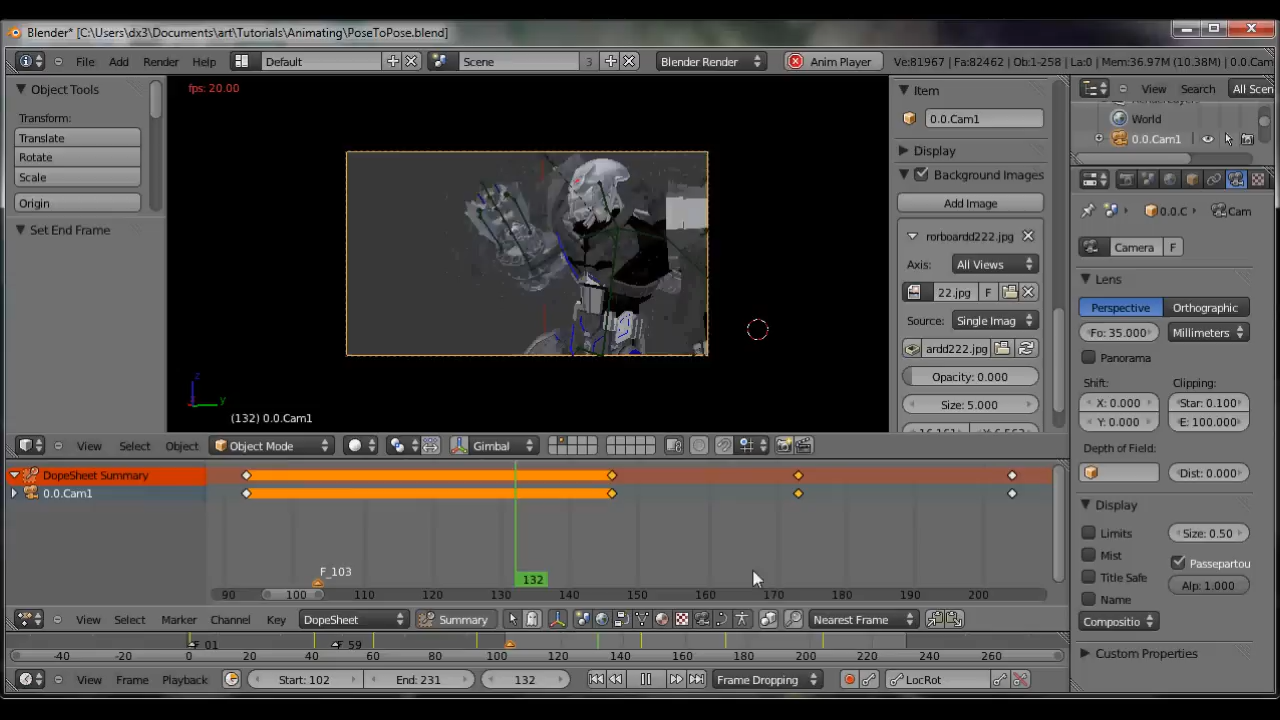 Blender* [C:\Users\dx3\Documents\art\Tutorials\Animating\PoseToPose.blend]
File Add Render Help Default Scene 3 Blender Render Anim Player Ve:81967 | Fa:82462 | Ob:1-258 | La:0 | Mem:36.97M (10.38M) | 0.0.Cam
Object Tools
Transform:
Translate
Rotate
Scale
Origin
Set End Frame
fps: 20.00
z
y
(132) 0.0.Cam1
Item
0.0.Cam1
Display
Background Images
Add Image
rorboardd222.jpg
Axis: All Views
22.jpg F
Source: Single Imag
ardd222.jpg
Opacity: 0.000
Size: 5.000
View Search All Scen
World
0.0.Cam1
0.0.C Cam
Camera F
Lens
Perspective Orthographic
Fo: 35.000 Millimeters
Panorama
Shift: Clipping:
X: 0.000 Star: 0.100
Y: 0.000 E: 100.000
Depth of Field:
Dist: 0.000
Display
Limits Size: 0.50
Mist Passepartou
Title Safe Alp: 1.000
Name
Compositio
Custom Properties
View Select Object Object Mode Gimbal
DopeSheet Summary
0.0.Cam1
F_103
132
90 100 110 120 130 140 150 160 170 180 190 200
View Select Marker Channel Key DopeSheet Summary Nearest Frame
F_01 F_59
-40 -20 0 20 40 60 80 100 120 140 160 180 200 220 240 260
View Frame Playback Start: 102 End: 231 132 Frame Dropping LocRot